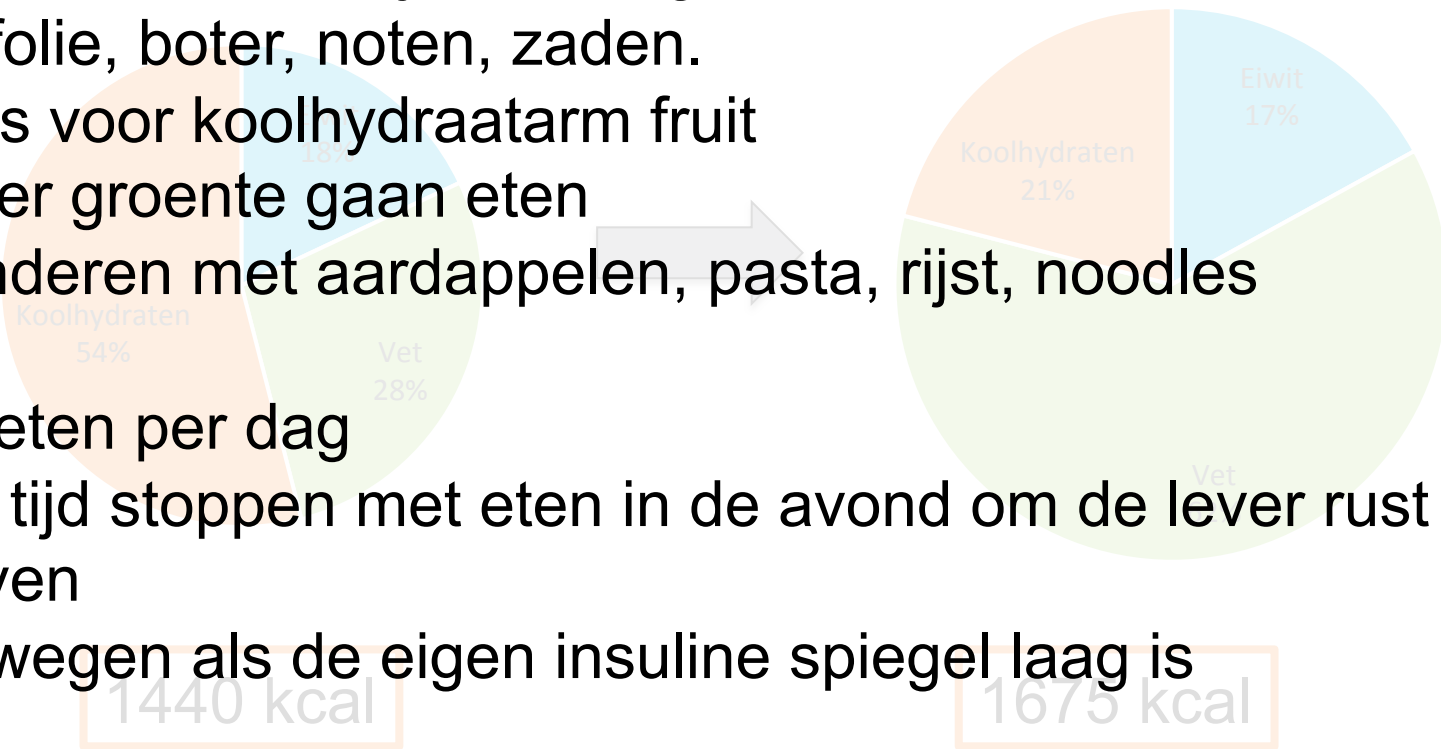 folie, boter, noten, zaden.
s voor koolhydraatarm fruit
er groente gaan eten
nderen met aardappelen, pasta, rijst, noodles
eten per dag
tijd stoppen met eten in de avond om de lever rust
ven
wegen als de eigen insuline spiegel laag is
18%
Koolhydraten
54%
Vet
28%
1440 kcal
Eiwit
17%
Koolhydraten
21%
Vet
1675 kcal